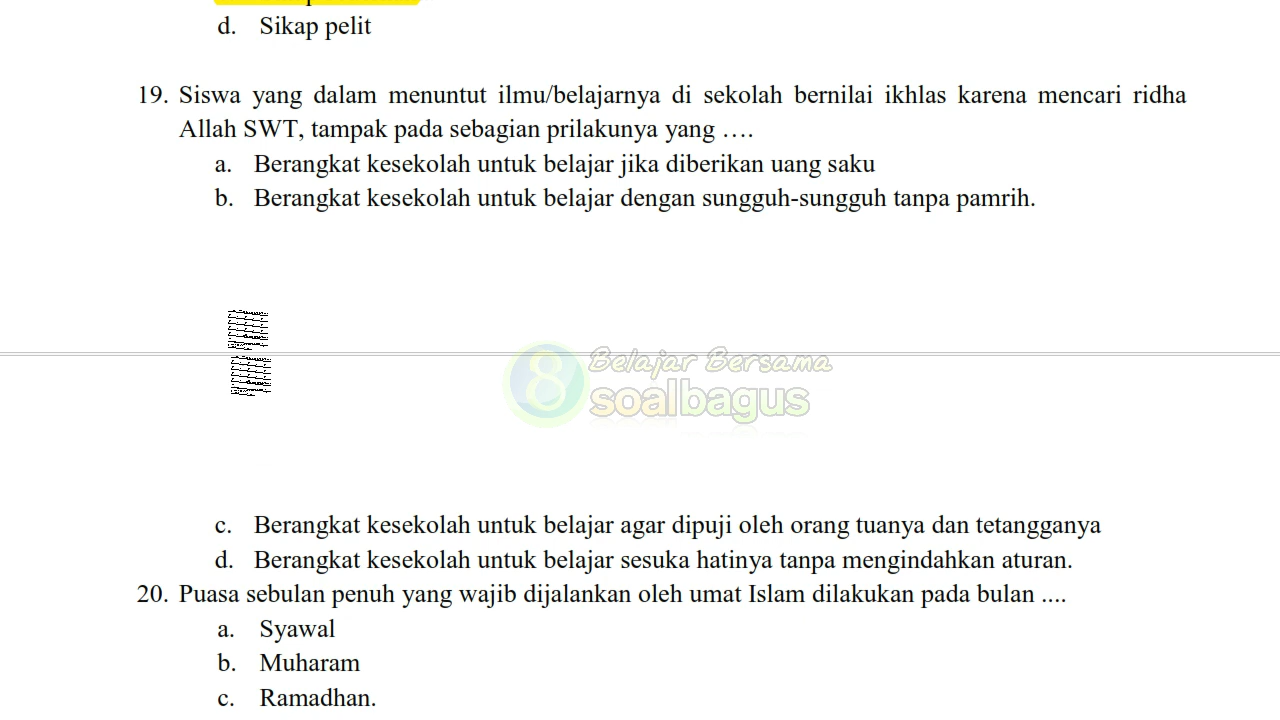 d. Sikap pelit
19. Siswa yang dalam menuntut ilmu/belajarnya di sekolah bernilai ikhlas karena mencari ridha
Allah SWT, tampak pada sebagian prilakunya yang ….
a. Berangkat kesekolah untuk belajar jika diberikan uang saku
b. Berangkat kesekolah untuk belajar dengan sungguh-sungguh tanpa pamrih.
8 Belajar Bersama
soalbagus
c. Berangkat kesekolah untuk belajar agar dipuji oleh orang tuanya dan tetangganya
d. Berangkat kesekolah untuk belajar sesuka hatinya tanpa mengindahkan aturan.
20. Puasa sebulan penuh yang wajib dijalankan oleh umat Islam dilakukan pada bulan ....
a. Syawal
b. Muharam
c. Ramadhan.